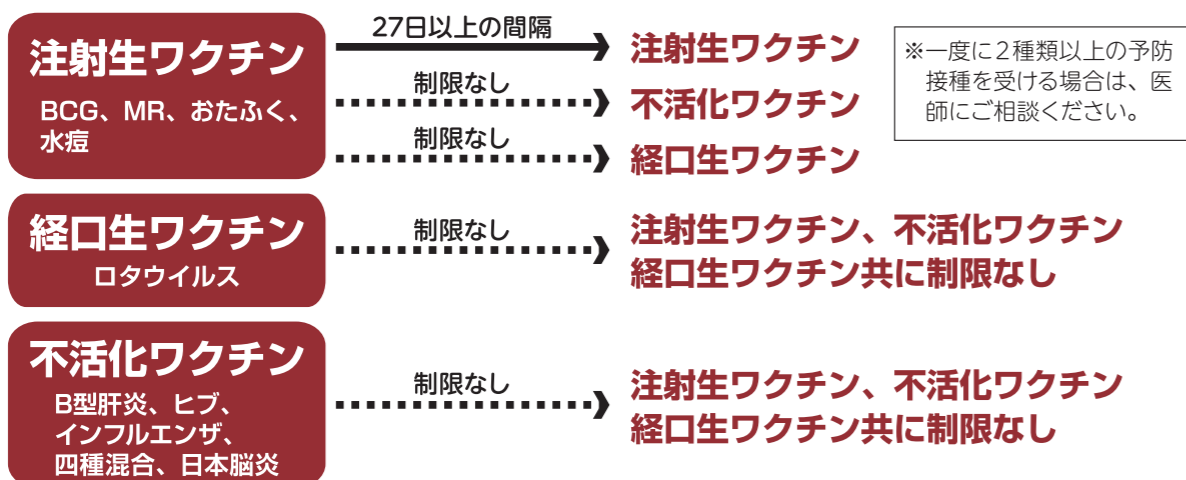 注射生ワクチン
BCG、MR、おたふく、
水痘
27日以上の間隔
注射生ワクチン
制限なし
不活化ワクチン
制限なし
経口生ワクチン
※一度に2種類以上の予防
接種を受ける場合は、医
師にご相談ください。
経口生ワクチン
ロタウイルス
制限なし
注射生ワクチン、不活化ワクチン
経口生ワクチン共に制限なし
不活化ワクチン
B型肝炎、ヒブ、
インフルエンザ、
四種混合、日本脳炎
制限なし
注射生ワクチン、不活化ワクチン
経口生ワクチン共に制限なし